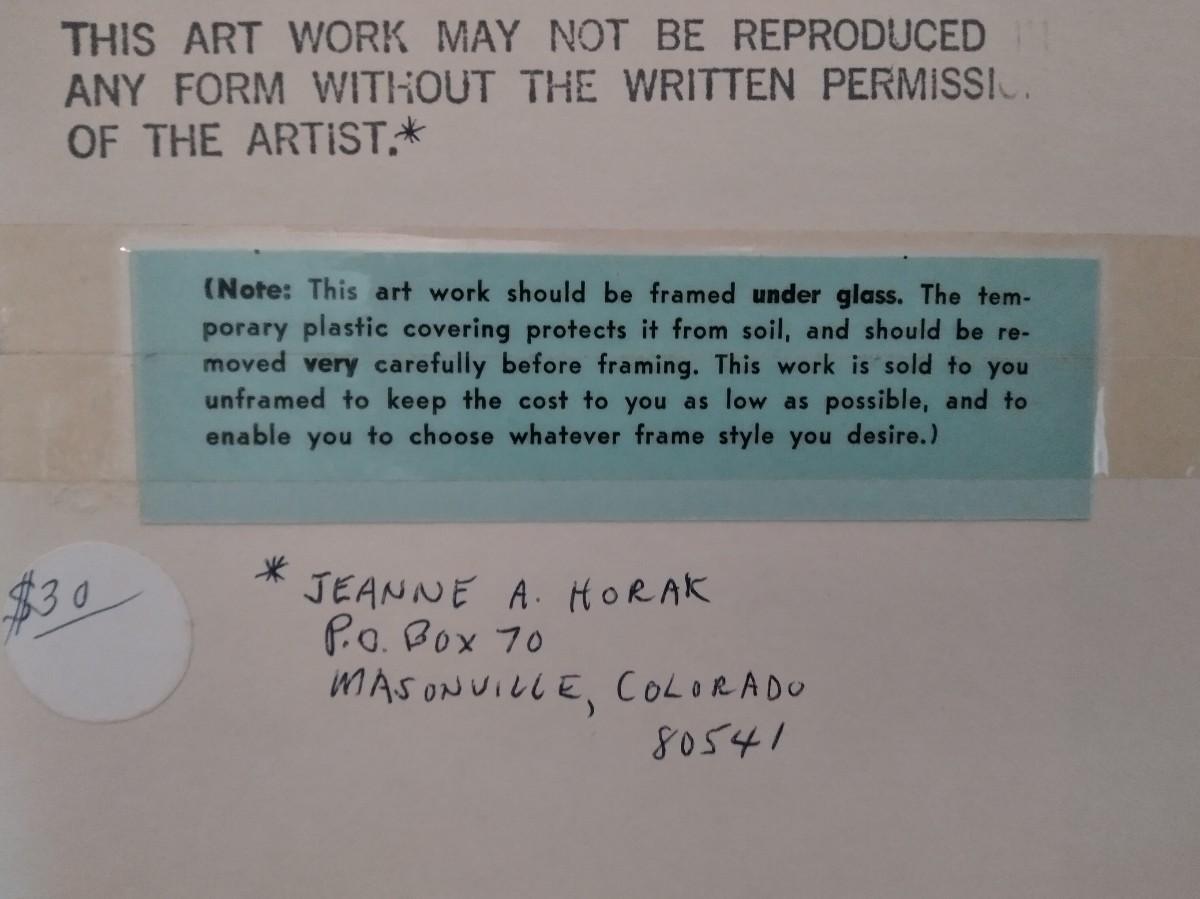 THIS ART WORK MAY NOT BE REPRODUCED
ANY FORM WITHOUT THE WRITTEN
OF THE ARTIST.*
(Note: This art work should be framed under glass. The tem-
porary plastic covering protects it from soil, and should be re-
moved very carefully before framing. This work is sold to you
unframed to keep the cost to you as low as possible, and to
enable you to choose whatever frame style you desire.)
$30
* JEANNE A. HORAK
P.O. BOX 70
MASONVILLE, COLORADO
80541